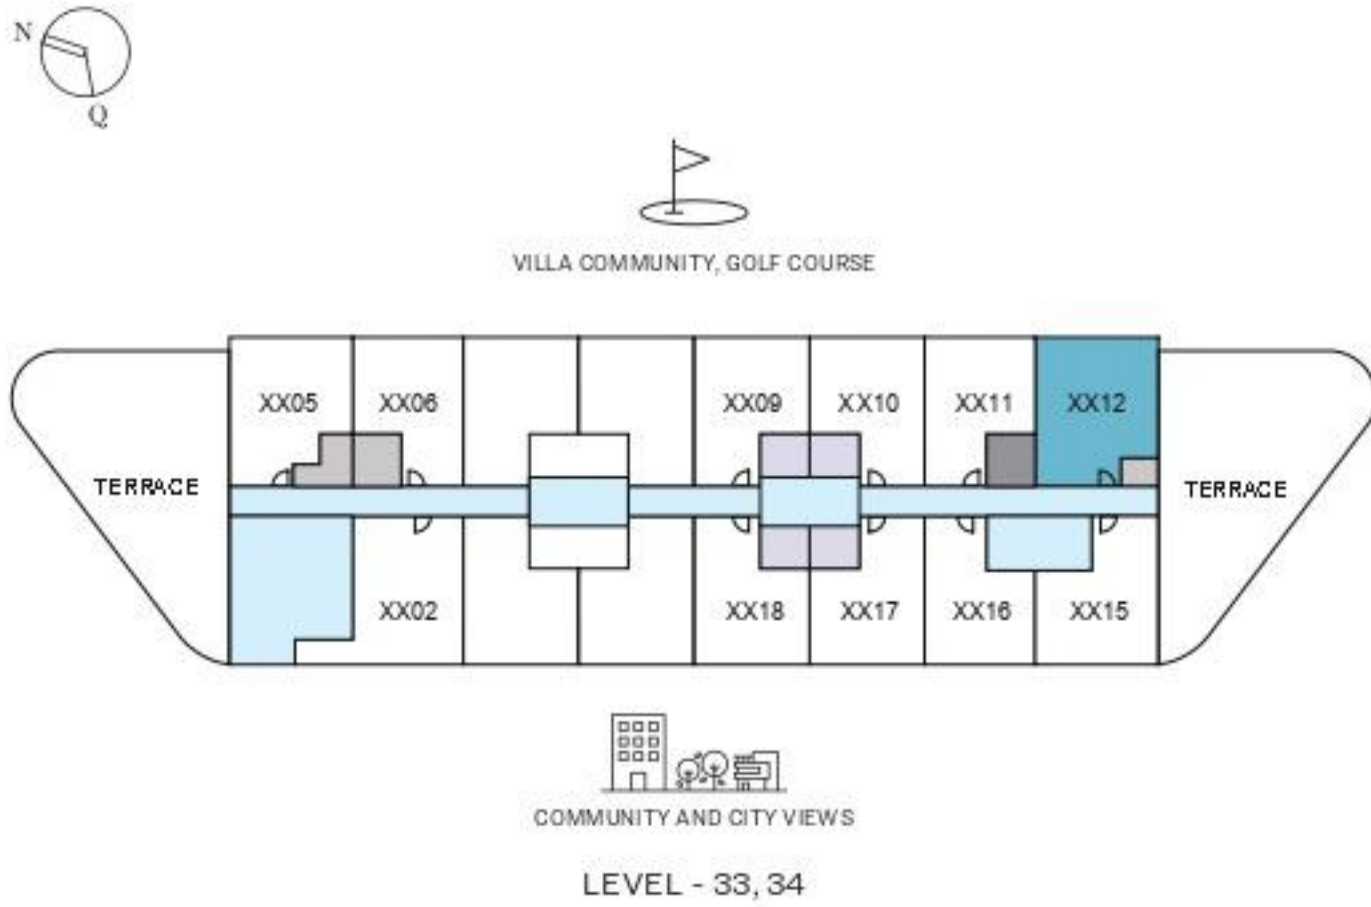 N
Q
VILLA COMMUNITY, GOLF COURSE
XX05 XX06 XX09 XX10 XX11 XX12
TERRACE TERRACE
XX02 XX18 XX17 XX16 XX15
COMMUNITY AND CITY VIEWS
LEVEL - 33, 34